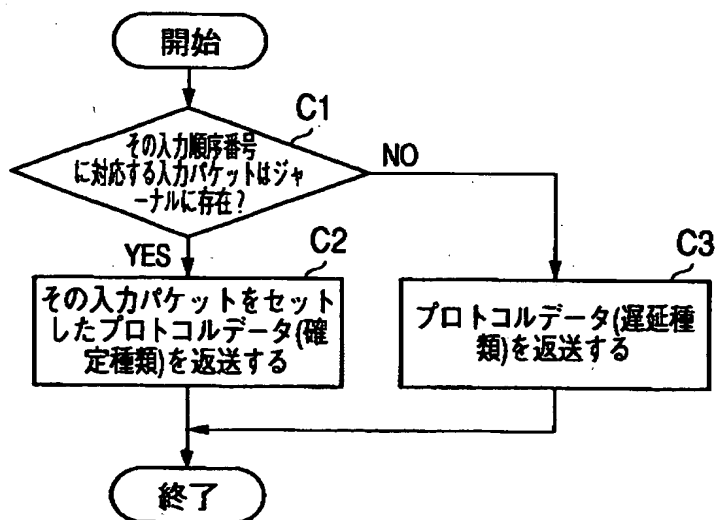 開始
C1
その入力順序番号
に対応する入力パケットはジャ
ーナルに存在?
NO
YES
C2
C3
その入力パケットをセット
したプロトコルデータ(確
定種類)を返送する
プロトコルデータ(遅延種
類)を返送する
終了